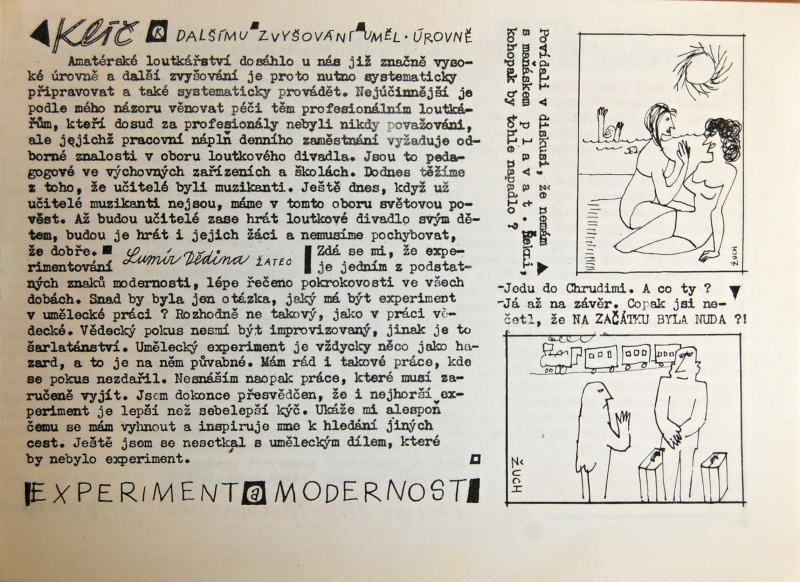 Klíč K DALŠÍMU ZVYŠOVÁNÍ UMĚL. ÚROVNĚ
Amatérské loutkářství dosáhlo u nás již značně vyso-
ké úrovně a další zvyšování je proto nutno systematicky
připravovat a také systematicky provádět. Nejúčinnější je
podle mého názoru věnovat péči těm profesionálním loutká-
řům, kteří dosud za profesionály nebyli nikdy považováni,
ale jejichž pracovní náplň denního zaměstnání vyžaduje od-
borné znalosti v oboru loutkového divadla. Jsou to peda-
gogové ve výchovných zařízeních a školách. Dodnes těžíme
z toho, že učitelé byli muzikanti. Ještě dnes, když už
učitelé muzikanti nejsou, máme v tomto oboru světovou po-
věst. Až budou učitelé zase hrát loutkové divadlo svým dě-
tem, budou je hrát i jejich žáci a nemusíme pochybovat,
že dobře.
Lumír Dědina ŽATEC
Zdá se mi, že expe-
rimentování je jedním z podstat-
ných znaků modernosti, lépe řečeno pokrokovosti ve všech
dobách. Snad by byla jen otázka, jaký má být experiment
v umělecké práci ? Rozhodně ne takový, jako v práci vě-
decké. Vědecký pokus nesmí být improvizovaný, jinak je to
šarlatánství. Umělecký experiment je vždycky něco jako ha-
zard, a to je na něm půvabné. Mám rád i takové práce, kde
se pokus nezdařil. Nesnáším naopak práce, které musí za-
ručeně vyjít. Jsem dokonce přesvědčen, že i nejhorší ex-
periment je lepší než sebelepší kýč. Ukáže mi alespoň
čemu se mám vyhnout a inspiruje mne k hledání jiných
cest. Ještě jsem se nesetkal s uměleckým dílem, které
by nebylo experiment.
EXPERIMENT a MODERNOST
Povídali v diskusi, že nemám
s manáskem plavat. Řekni,
kohopak by tohle napadlo ?
ŽUCH
-Jedu do Chrudimi. A co ty ?
-Já až na závěr. Copak jsi ne-
četl, že NA ZAČÁTKU BYLA NUDA ?!
ŽUCH